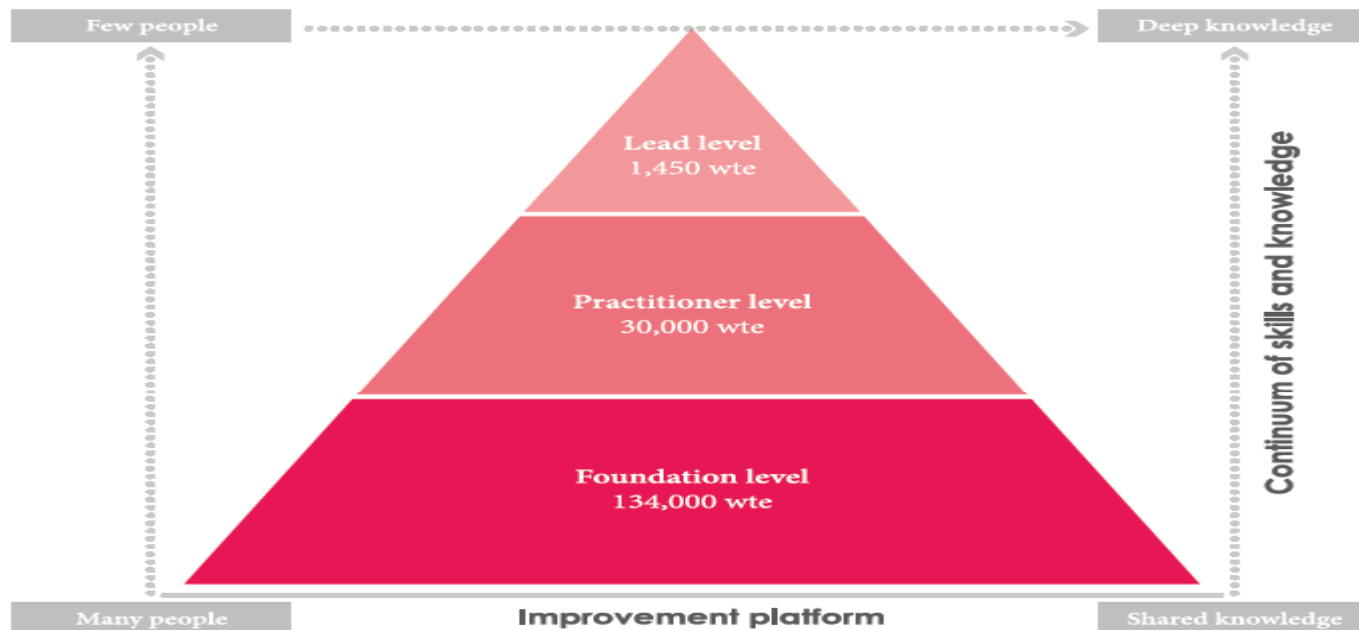 Few people
Deep knowledge
Lead level
1,450 wte
Practitioner level
30,000 wte
Continuum of skills and knowledge
Foundation level
134,000 wte
Many people
Improvement platform
Shared knowledge